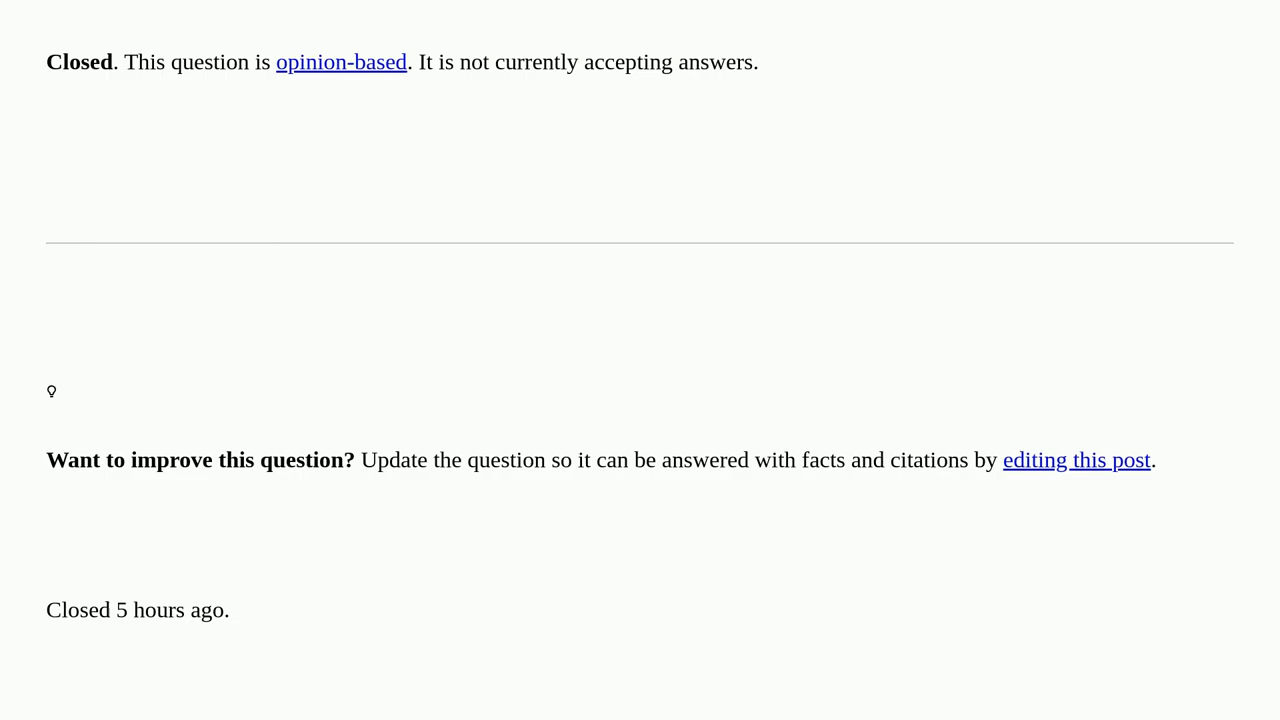 Closed. This question is opinion-based. It is not currently accepting answers.
Want to improve this question? Update the question so it can be answered with facts and citations by editing this post.
Closed 5 hours ago.